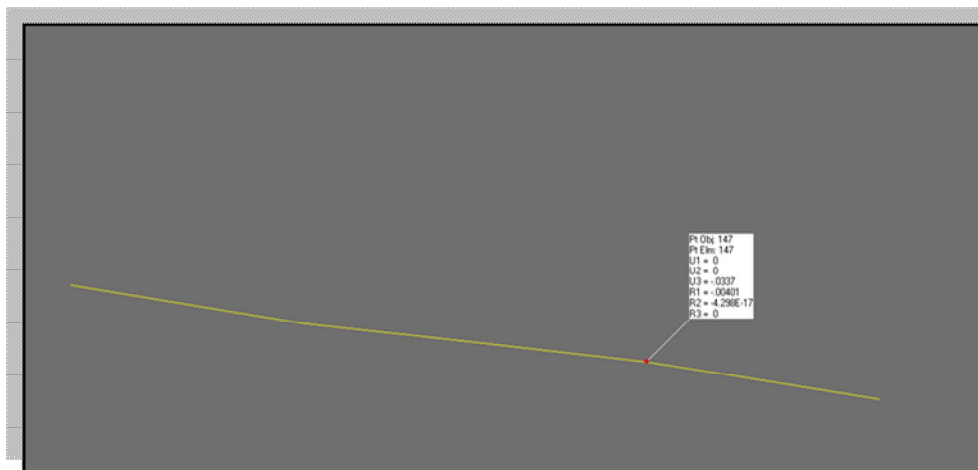 Pt Obj: 147
Pt Elm: 147
U1 = 0
U2 = 0
U3 = -.0337
R1 = -.00401
R2 = -4.298E-17
R3 = 0